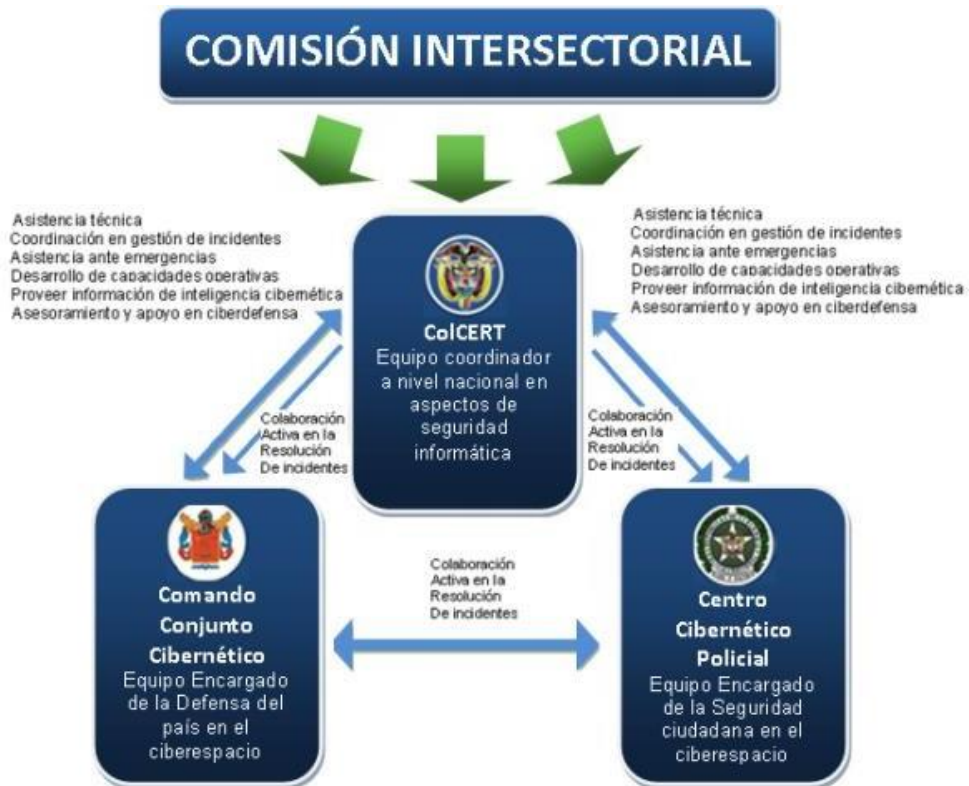 COMISIÓN INTERSECTORIAL
Asistencia técnica
Coordinación en gestión de incidentes
Asistencia ante emergencias
Desarrollo de capacidades operativas
Proveer información de inteligencia cibernética
Asesoramiento y apoyo en ciberdefensa
Asistencia técnica
Coordinación en gestión de incidentes
Asistencia ante emergencias
Desarrollo de capacidades operativas
Proveer información de inteligencia cibernética
Asesoramiento y apoyo en ciberdefensa
ColCERT
Equipo coordinador
a nivel nacional en
aspectos de
seguridad
informática
Colaboración
Activa en la
Resolución
De incidentes
Colaboración
Activa en la
Resolución
De incidentes
Comando
Conjunto
Cibernético
Equipo Encargado
de la Defensa del
país en el
ciberespacio
Colaboración
Activa en la
Resolución
De incidentes
Centro
Cibernético
Policial
Equipo Encargado
de la Seguridad
ciudadana en el
ciberespacio